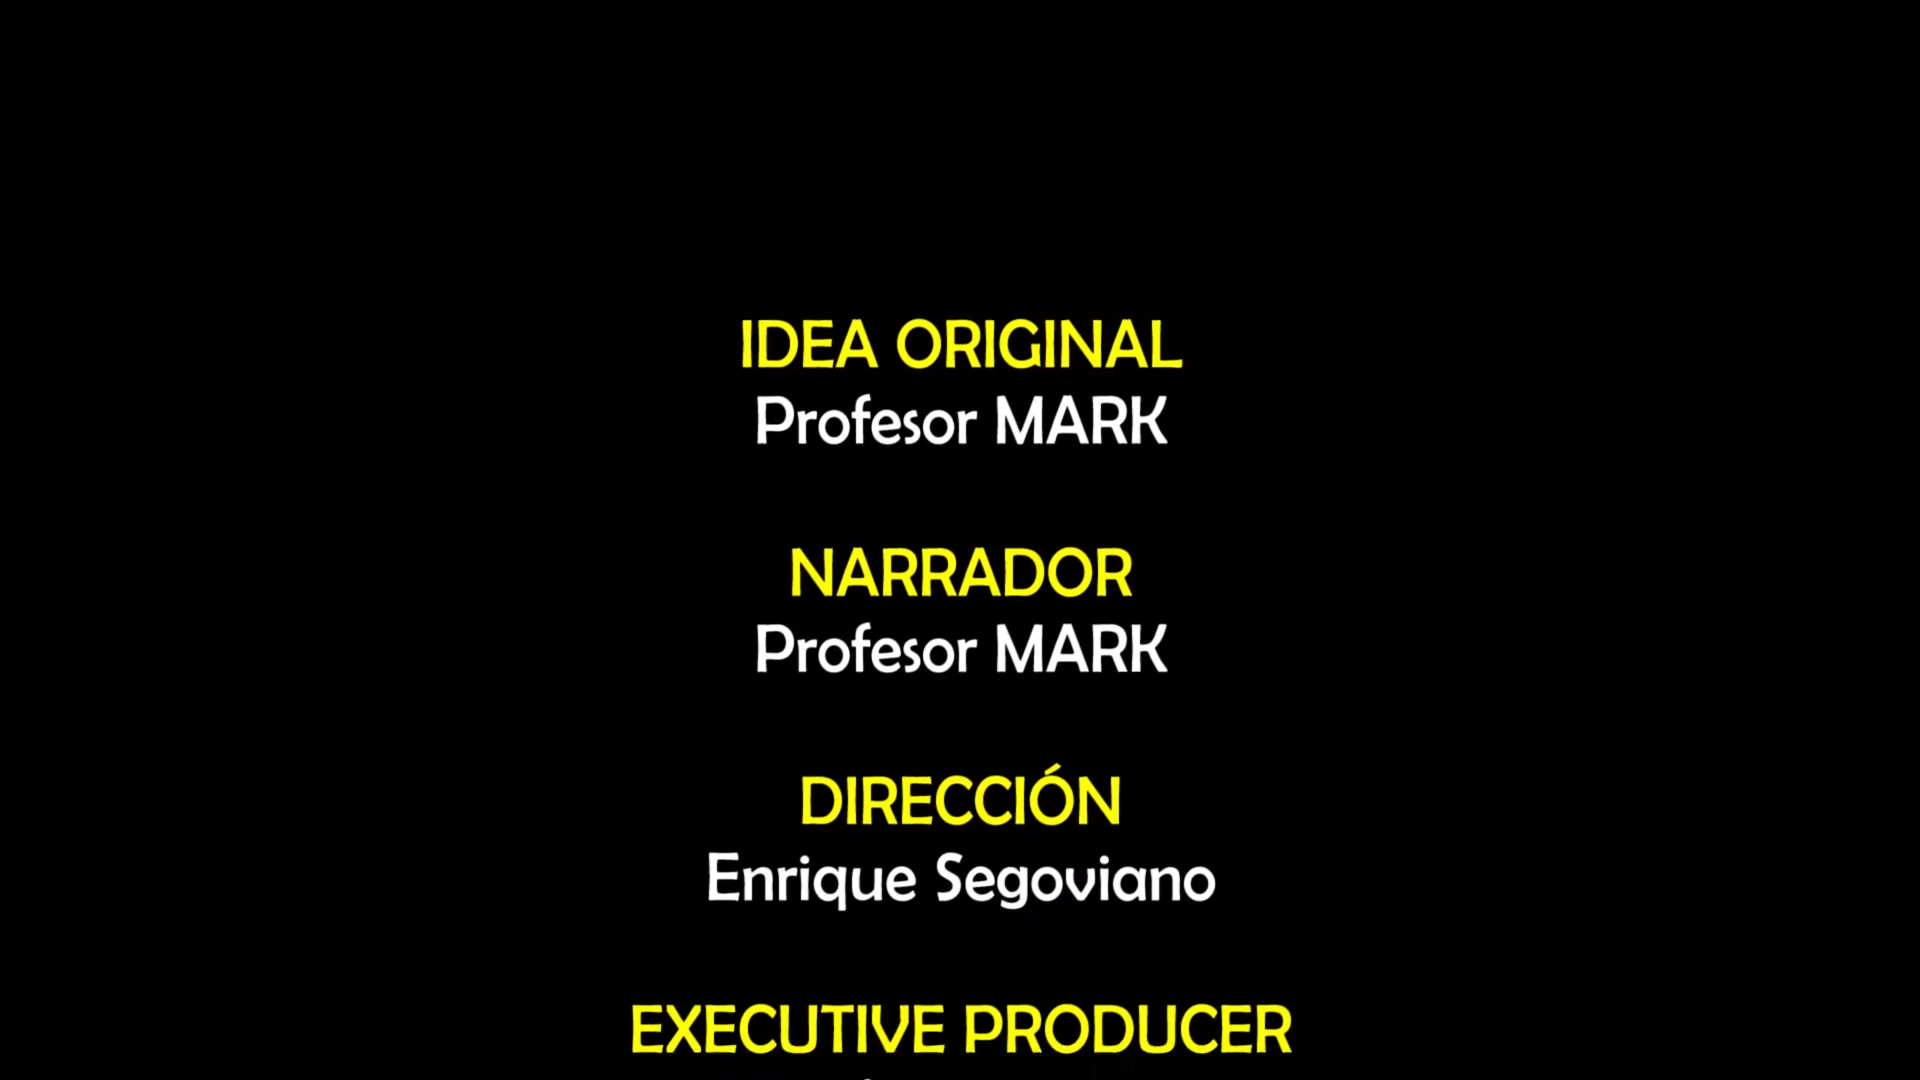 IDEA ORIGINAL
Profesor MARK
NARRADOR
Profesor MARK
DIRECCIÓN
Enrique Segoviano
EXECUTIVE PRODUCER